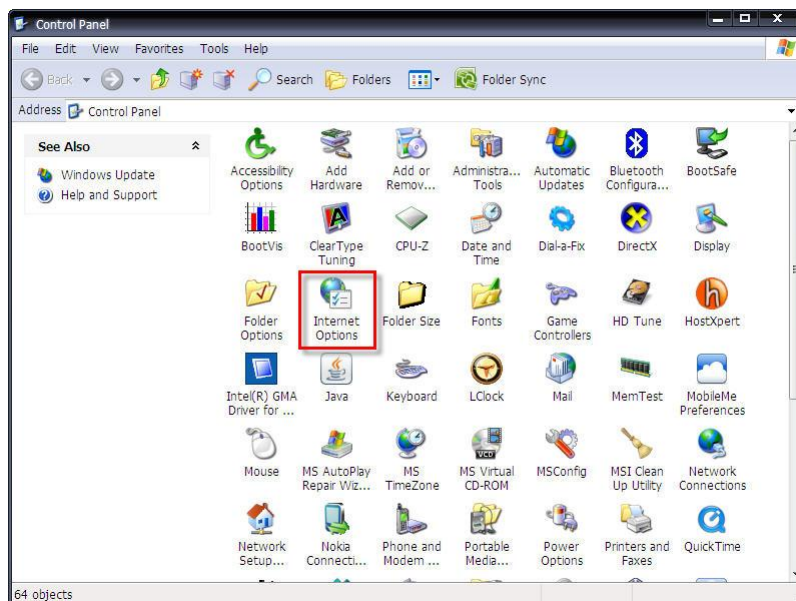 Control Panel
File Edit View Favorites Tools Help
Back Search Folders Folder Sync
Address Control Panel
See Also
Windows Update
Help and Support
Accessibility Options
Add Hardware
Add or Remov...
Administra... Tools
Automatic Updates
Bluetooth Configura...
BootSafe
BootVis
ClearType Tuning
CPU-Z
Date and Time
Dial-a-Fix
DirectX
Display
Folder Options
Internet Options
Folder Size
Fonts
Game Controllers
HD Tune
HostXpert
Intel(R) GMA Driver for ...
Java
Keyboard
LClock
Mail
MemTest
MobileMe Preferences
Mouse
MS AutoPlay Repair Wiz...
MS TimeZone
VCD
MS Virtual CD-ROM
MSConfig
MSI Clean Up Utility
Network Connections
Network Setup...
Nokia Connecti...
Phone and Modem ...
Portable Media...
Power Options
Printers and Faxes
QuickTime
64 objects